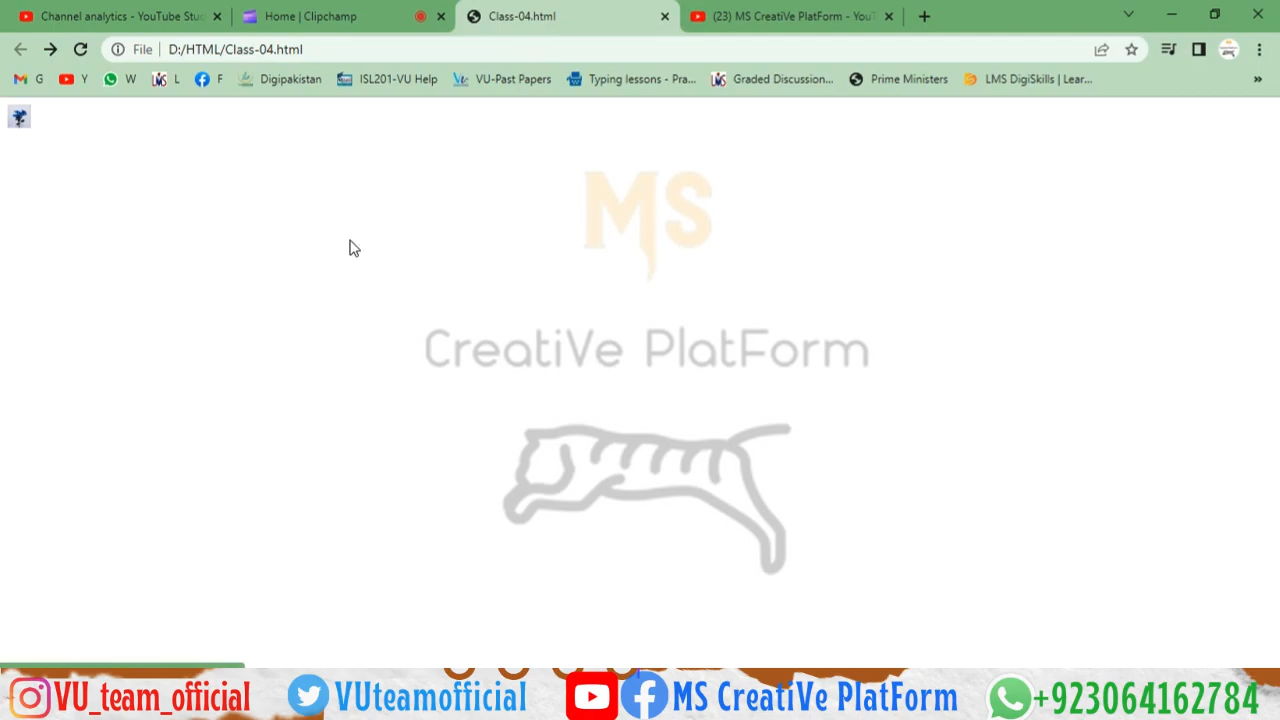 Channel analytics - YouTube Stu
Home | Clipchamp
Class-04.html
(23) MS CreatiVe PlatForm - YouT
File
D:/HTML/Class-04.html
G
Y
W
L
F
Digipakistan
ISL201-VU Help
VU-Past Papers
Typing lessons - Pra...
Graded Discussion...
Prime Ministers
LMS DigiSkills | Lear...
»
MS
CreatiVe PlatForm
VU_team_official
VUteamofficial
MS CreatiVe PlatForm
+923064162784